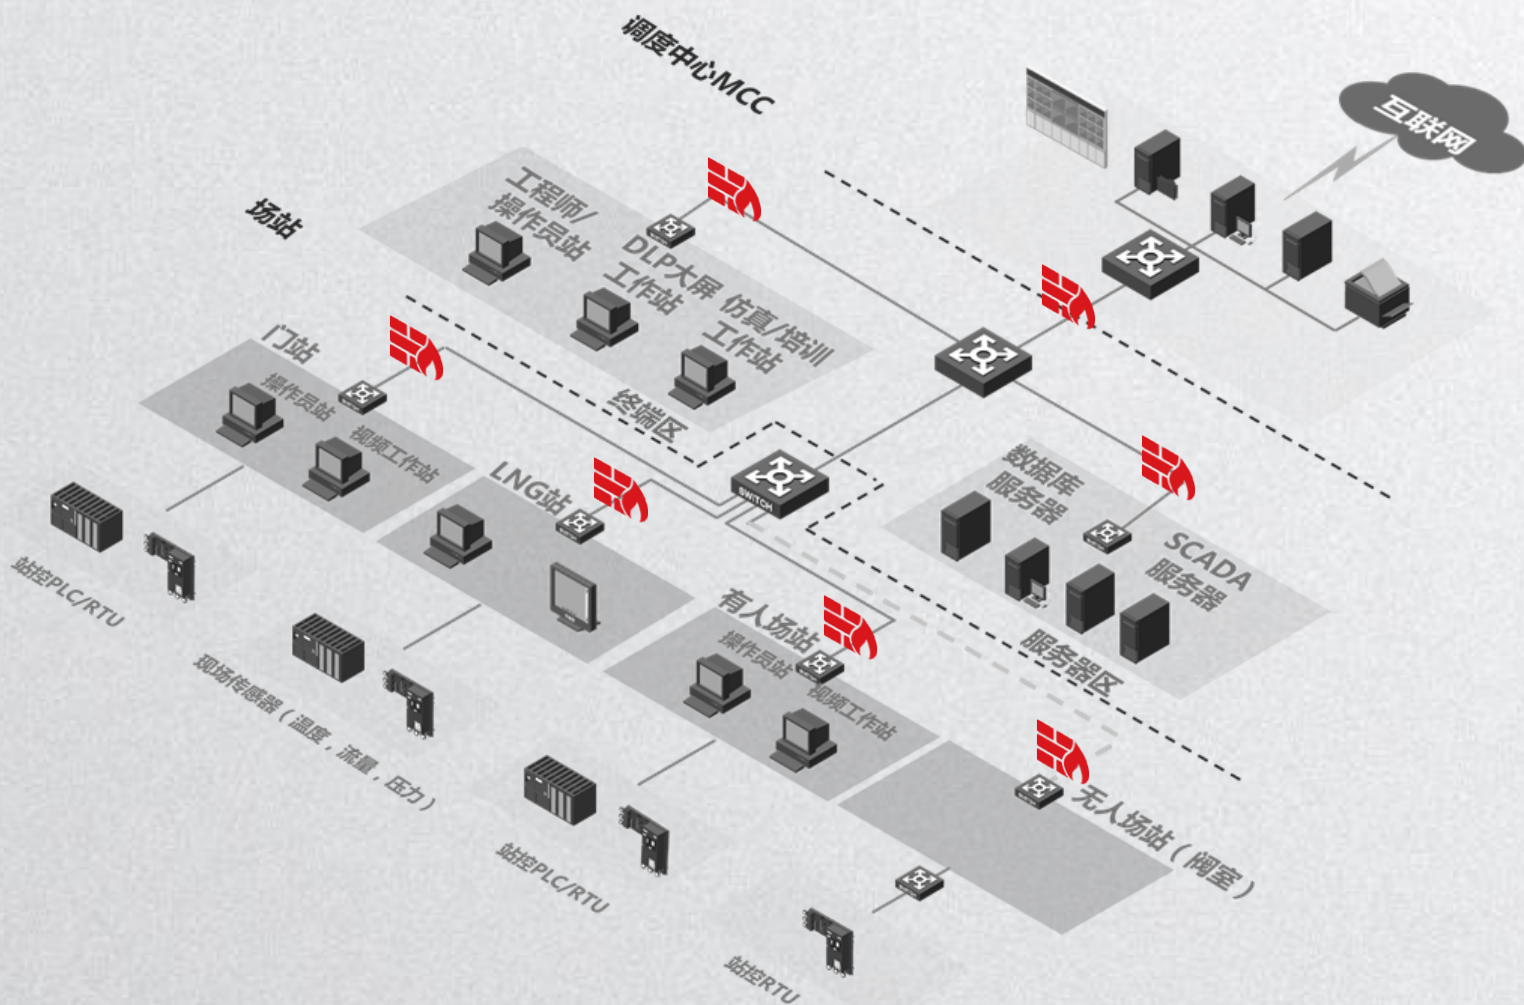 调度中心MCC
互联网
场站
工程师/
操作员站
DLP大屏
工作站
仿真/培训
工作站
终端区
门站
操作员站
视频工作站
SWITCH
LNG站
数据库
服务器
SCADA
服务器
服务器区
有人场站
操作员站
视频工作站
无人场站（阀室）
站控PLC/RTU
现场传感器（温度，流量，压力）
站控PLC/RTU
站控RTU